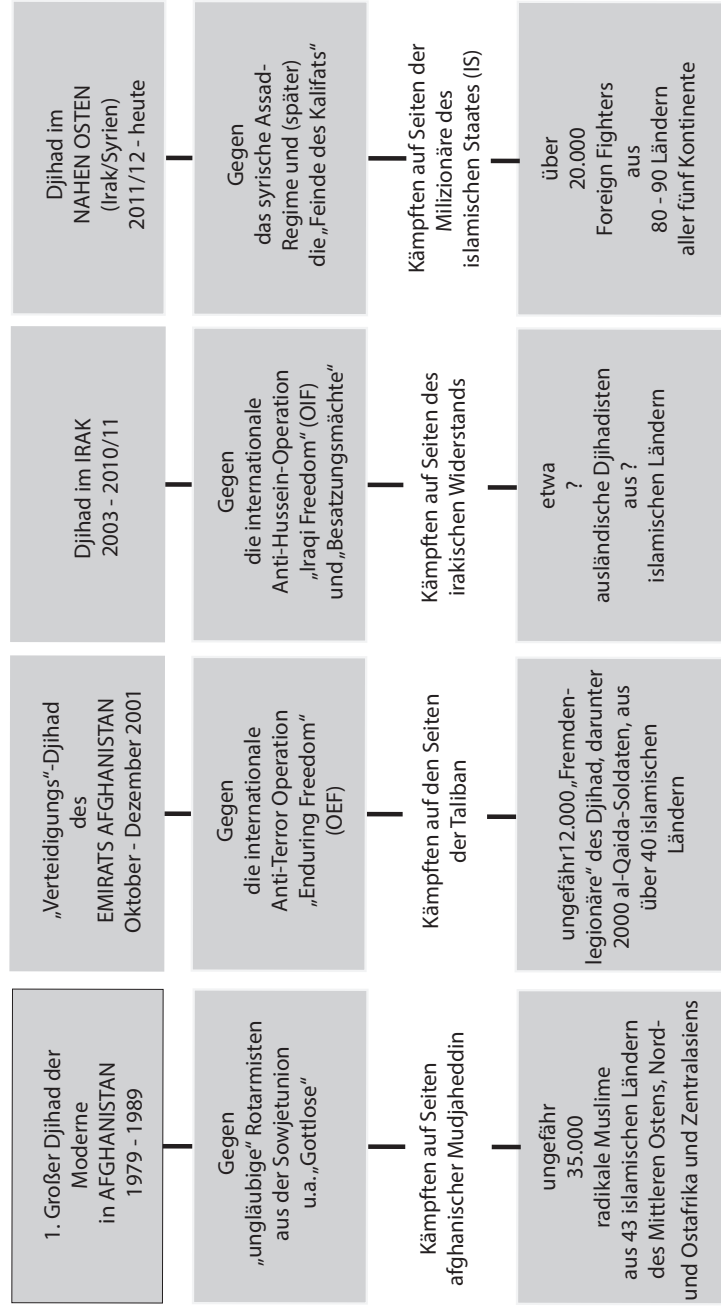 1. Großer Djihad der
Moderne
in AFGHANISTAN
1979 - 1989
Gegen
„ungläubige“ Rotarmisten
aus der Sowjetunion
u.a.„Gottlose“
Kämpften auf Seiten
afghanischer Mudjaheddin
ungefähr
35.000
radikale Muslime
aus 43 islamischen Ländern
des Mittleren Ostens, Nord-
und Ostafrika und Zentralasiens
„Verteidigungs“-Djihad
des
EMIRATS AFGHANISTAN
Oktober - Dezember 2001
Gegen
die internationale
Anti-Terror Operation
„Enduring Freedom“
(OEF)
Kämpften auf den Seiten
der Taliban
ungefähr12.000 „Fremden-
legionäre“ des Djihad, darunter
2000 al-Qaida-Soldaten, aus
über 40 islamischen
Ländern
Djihad im IRAK
2003 - 2010/11
Gegen
die internationale
Anti-Hussein-Operation
„Iraqi Freedom“ (OIF)
und „Besatzungsmächte“
Kämpften auf Seiten des
irakischen Widerstands
etwa
?
ausländische Djihadisten
aus ?
islamischen Ländern
Djihad im
NAHEN OSTEN
(Irak/Syrien)
2011/12 - heute
Gegen
das syrische Assad-
Regime und (später)
die „Feinde des Kalifats“
Kämpften auf Seiten der
Milizionäre des
islamischen Staates (IS)
über
20.000
Foreign Fighters
aus
80 - 90 Ländern
aller fünf Kontinente